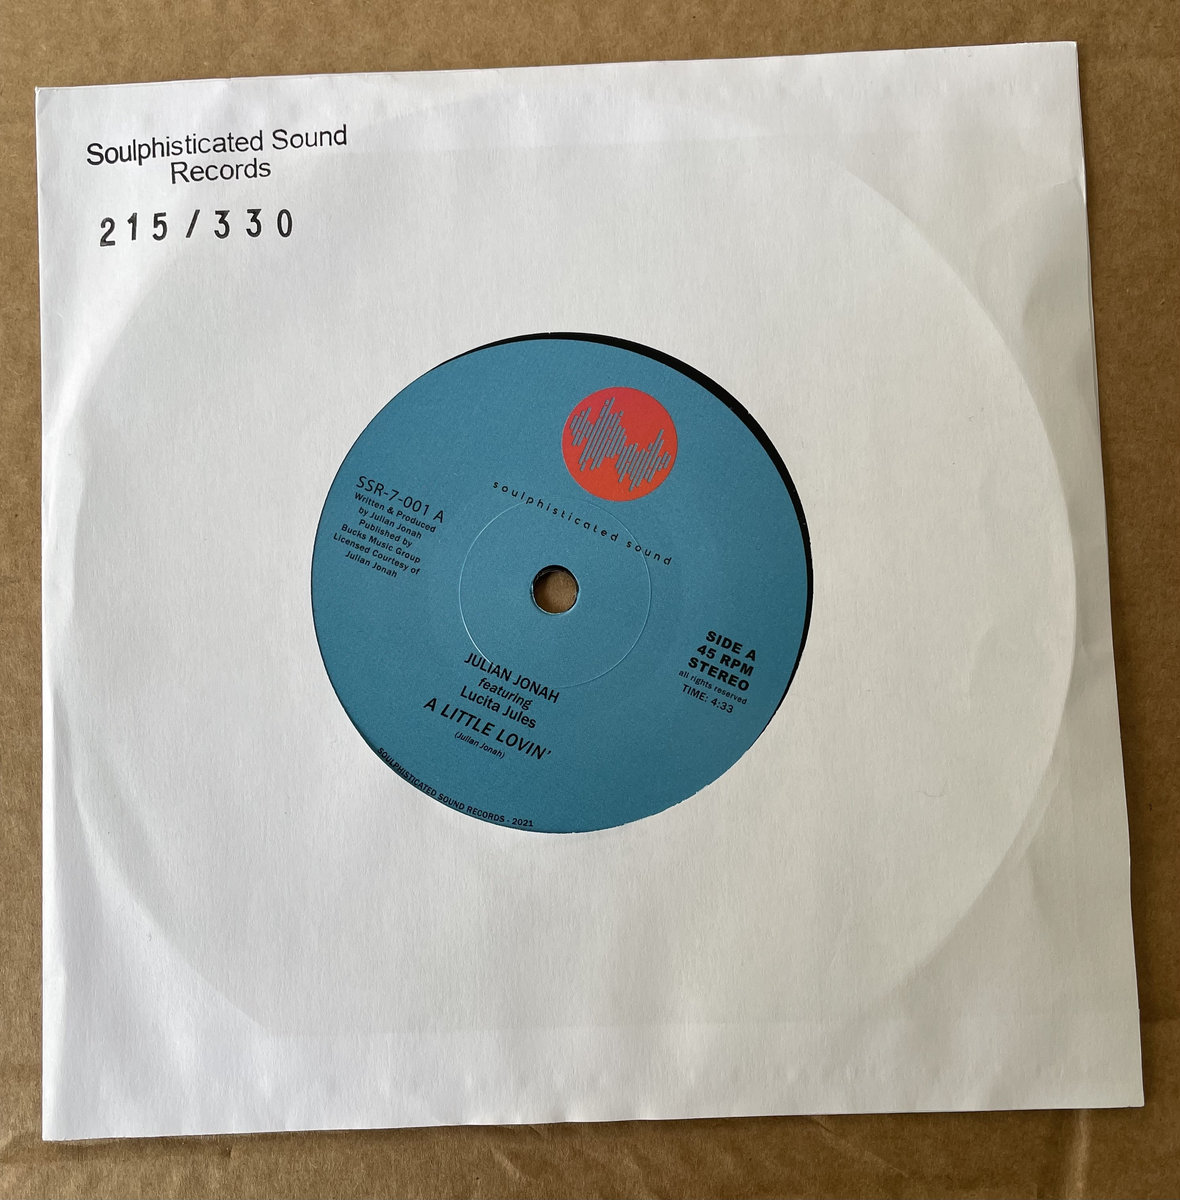 Soulphisticated Sound
Records
215/330
soulphisticated sound
SSR-7-001 A
Written & Produced
by Julian Jonah
Published by
Bucks Music Group
Licensed Courtesy of
Julian Jonah
SIDE A
45 RPM
STEREO
all rights reserved
TIME: 4:33
JULIAN JONAH
featuring
Lucita Jules
A LITTLE LOVIN'
(Julian Jonah)
SOULPHISTICATED SOUND RECORDS - 2021